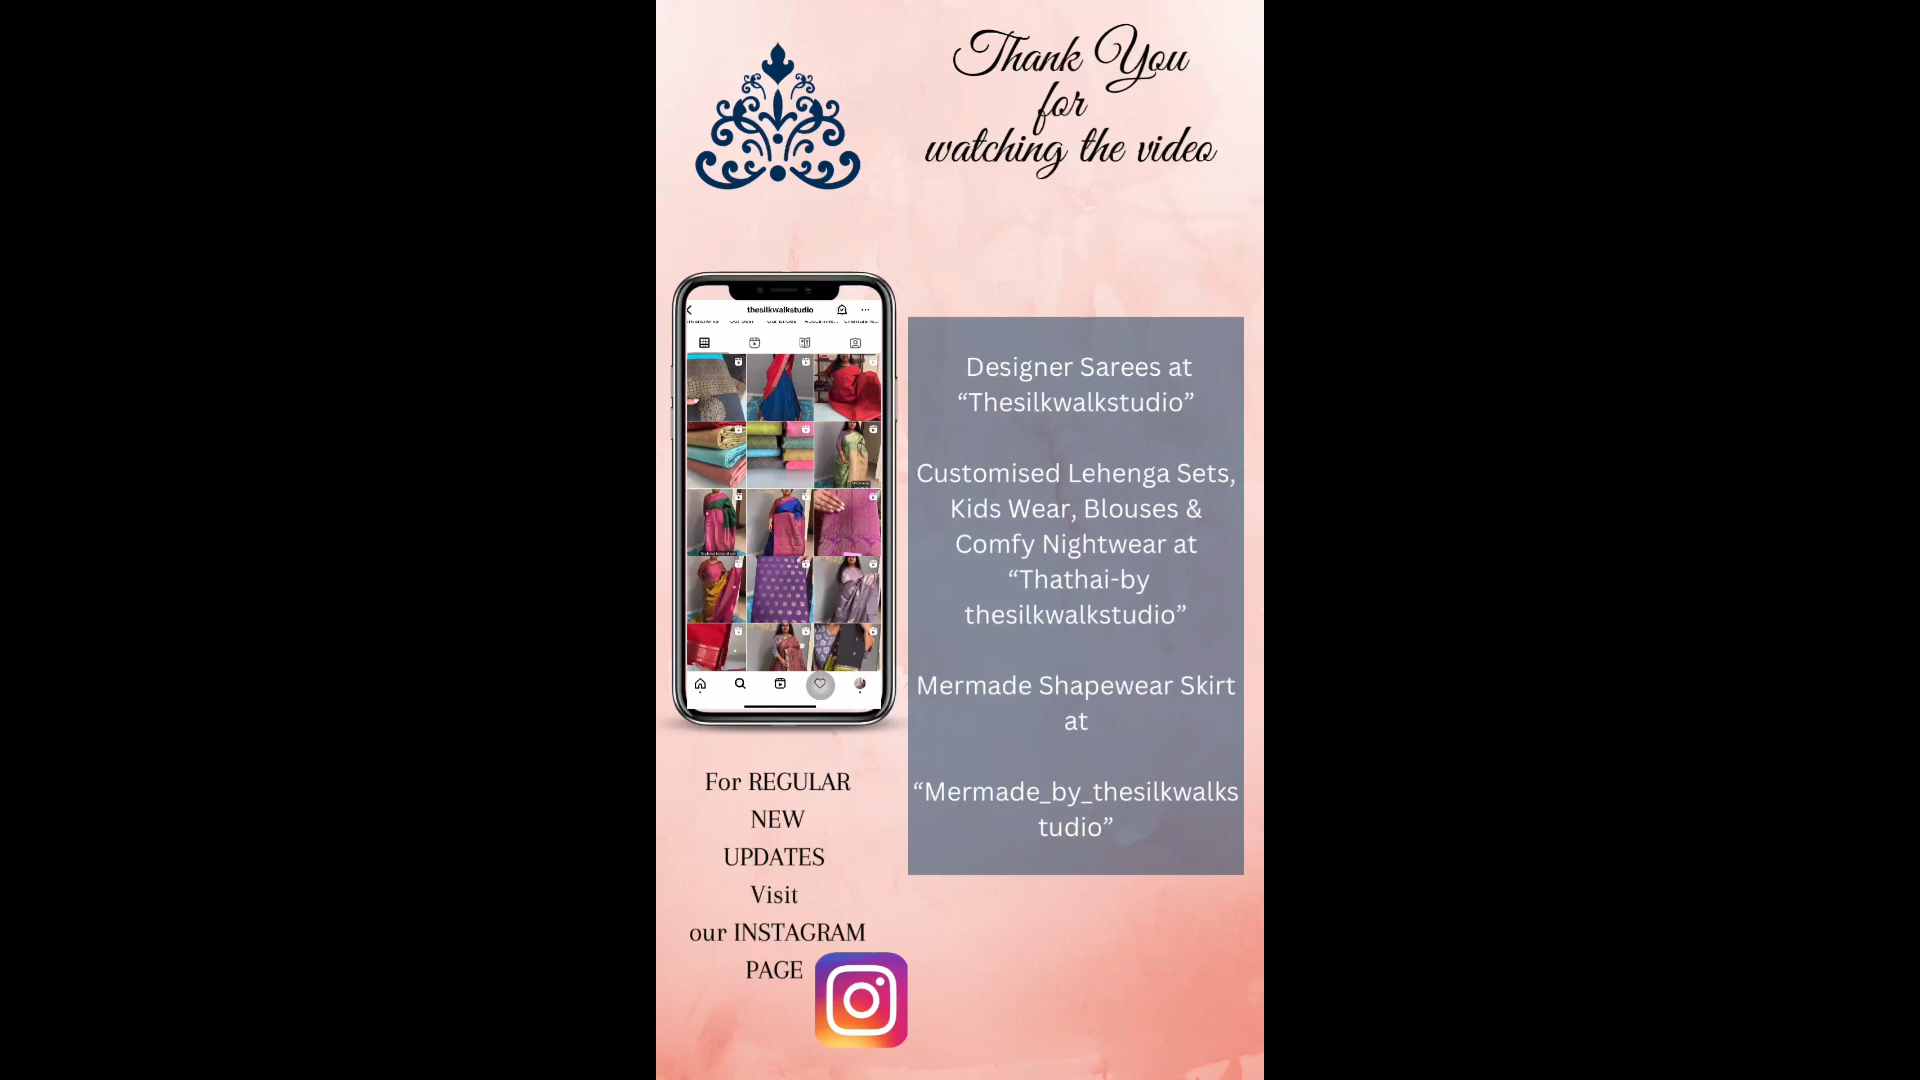 Thank You
for
watching the video
thesilkwalkstudio
Designer Sarees at
“Thesilkwalkstudio”
Customised Lehenga Sets,
Kids Wear, Blouses &
Comfy Nightwear at
“Thathai-by
thesilkwalkstudio”
Mermade Shapewear Skirt
at
“Mermade_by_thesilkwalks
tudio”
For REGULAR
NEW
UPDATES
Visit
our INSTAGRAM
PAGE